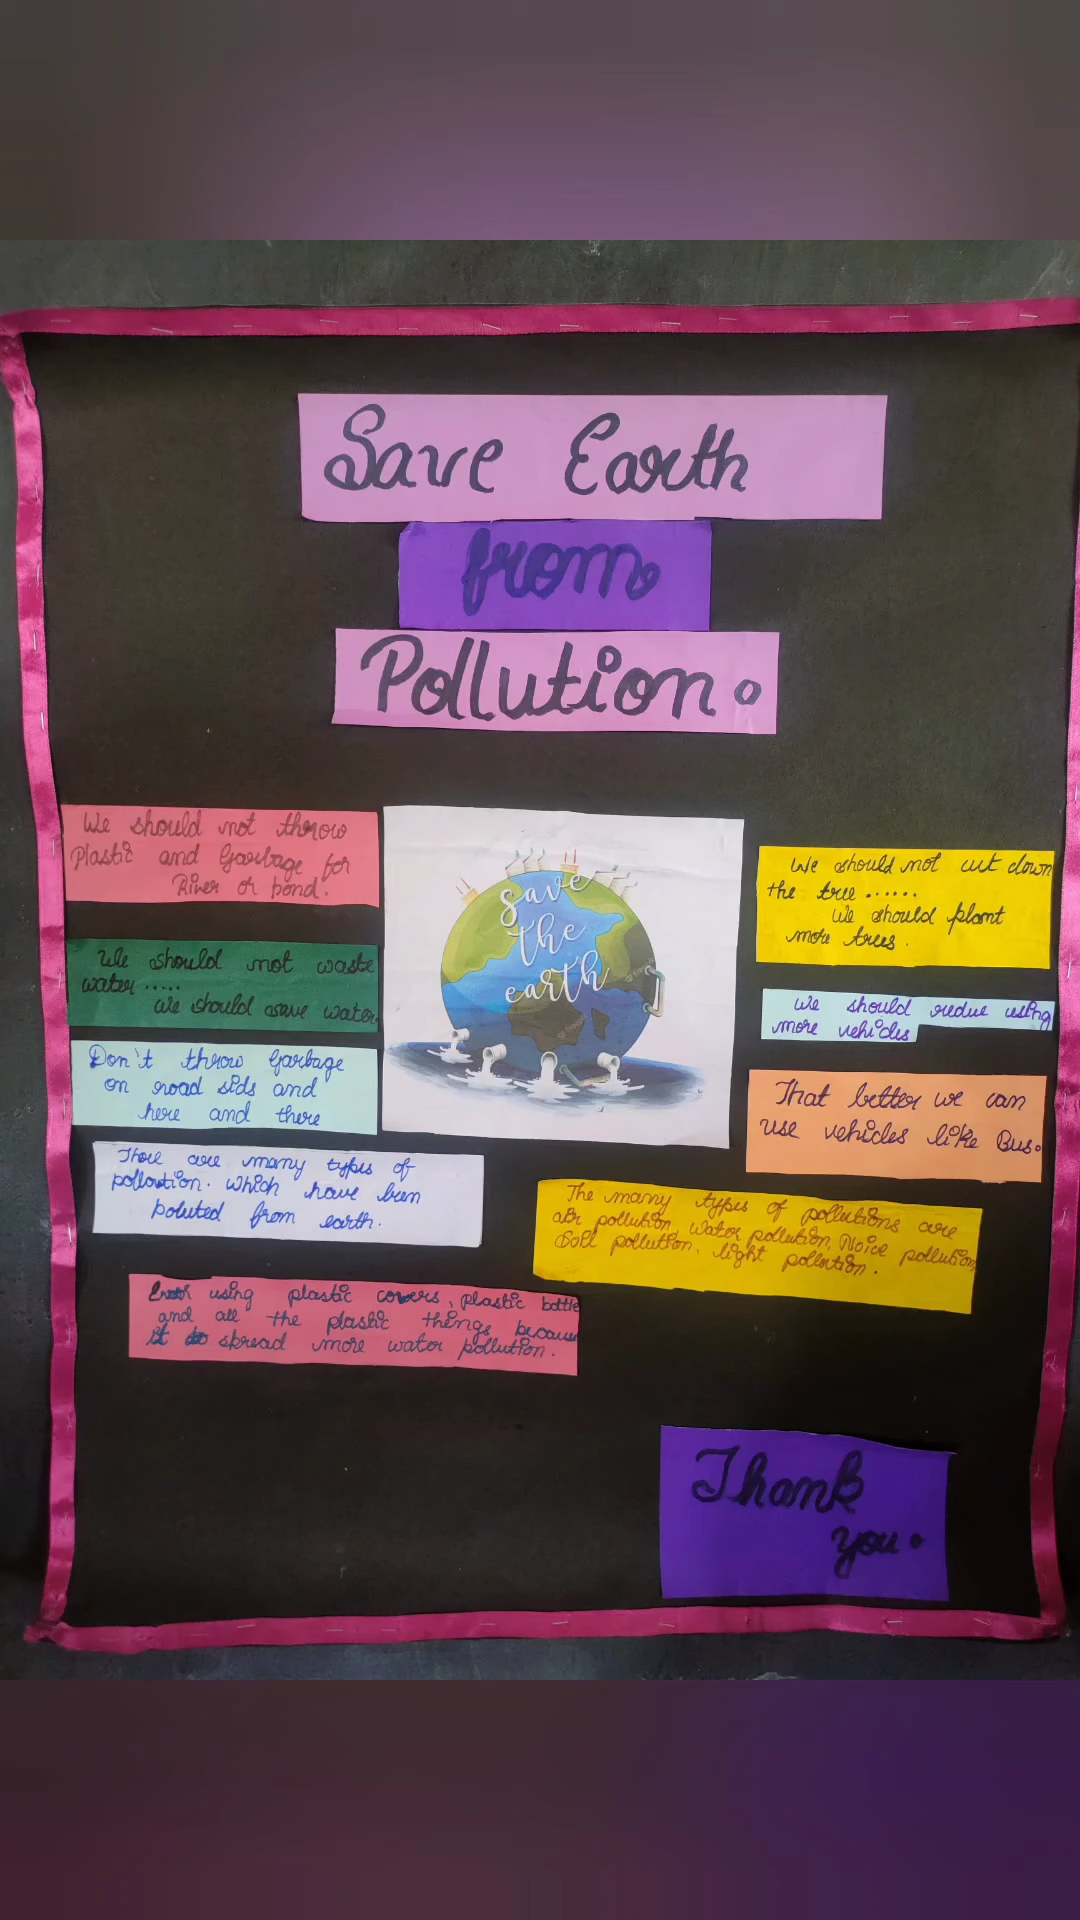 Save Earth
from
Pollution.
We should not throw
Plastic and Garbage for
River or pond.
We should not waste
water .....
We should save water
Don't throw Garbage
on road sids and
here and there
save
the
earth
We should not cut down
the tree ......
We should plant
more trees.
We should redue using
more vehicles
That better we can
use vehicles like Bus.
There are many types of
pollution. Which have been
poluted from earth.
The many types of pollutions are
air pollution, Water pollution, Noice pollution,
Soil pollution, light pollution.
using plastic covers, plastic bottle
and all the plastic things because
it spread more water pollution.
Thank
you.